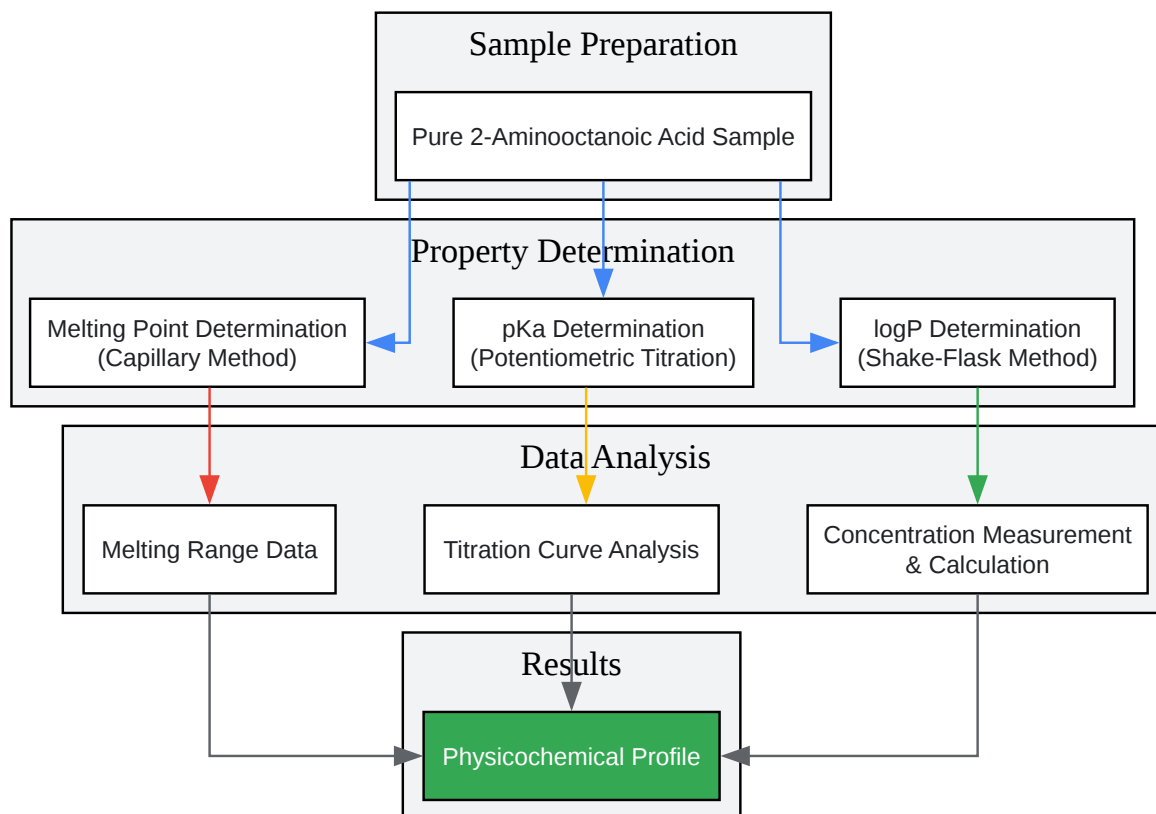 Sample Preparation
Pure 2-Aminooctanoic Acid Sample
Property Determination
Melting Point Determination
(Capillary Method)
pKa Determination
(Potentiometric Titration)
logP Determination
(Shake-Flask Method)
Data Analysis
Melting Range Data
Titration Curve Analysis
Concentration Measurement
& Calculation
Results
Physicochemical Profile